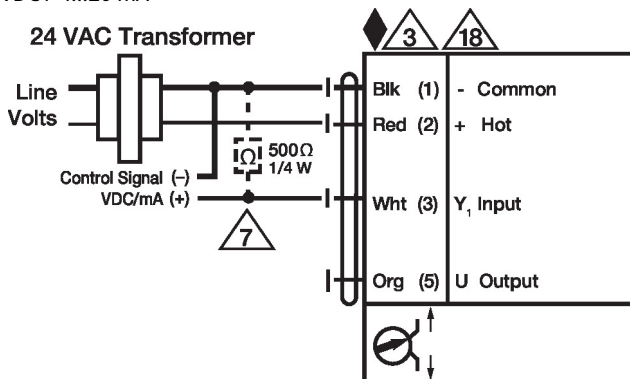 24 VAC Transformer
3 18
Line
Volts
Blk (1) - Common
Red (2) + Hot
Ω 500Ω
1/4 W
Control Signal (–)
VDC/mA (+)
Wht (3) Y₁ Input
7
Org (5) U Output